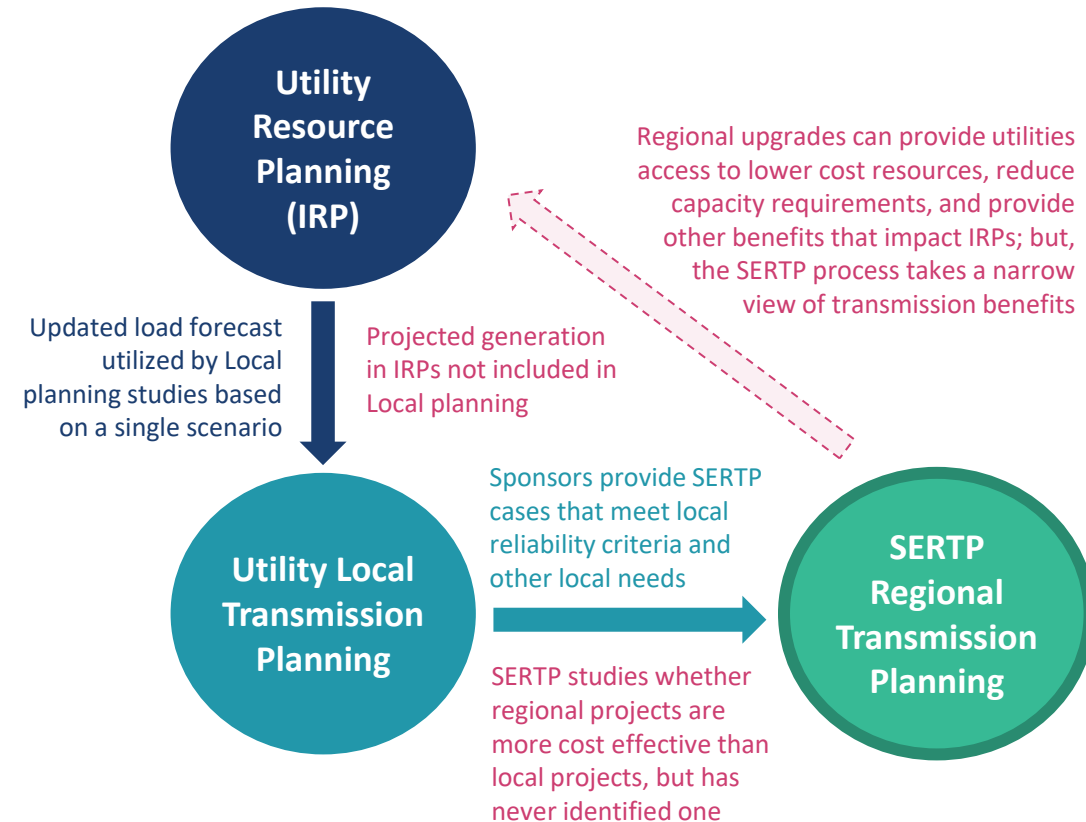 Utility
Resource
Planning
(IRP)
Regional upgrades can provide utilities
access to lower cost resources, reduce
capacity requirements, and provide
other benefits that impact IRPs; but,
the SERTP process takes a narrow
view of transmission benefits
Updated load forecast
utilized by Local
planning studies based
on a single scenario
Projected generation
in IRPs not included in
Local planning
Utility Local
Transmission
Planning
Sponsors provide SERTP
cases that meet local
reliability criteria and
other local needs
SERTP studies whether
regional projects are
more cost effective than
local projects, but has
never identified one
SERTP
Regional
Transmission
Planning